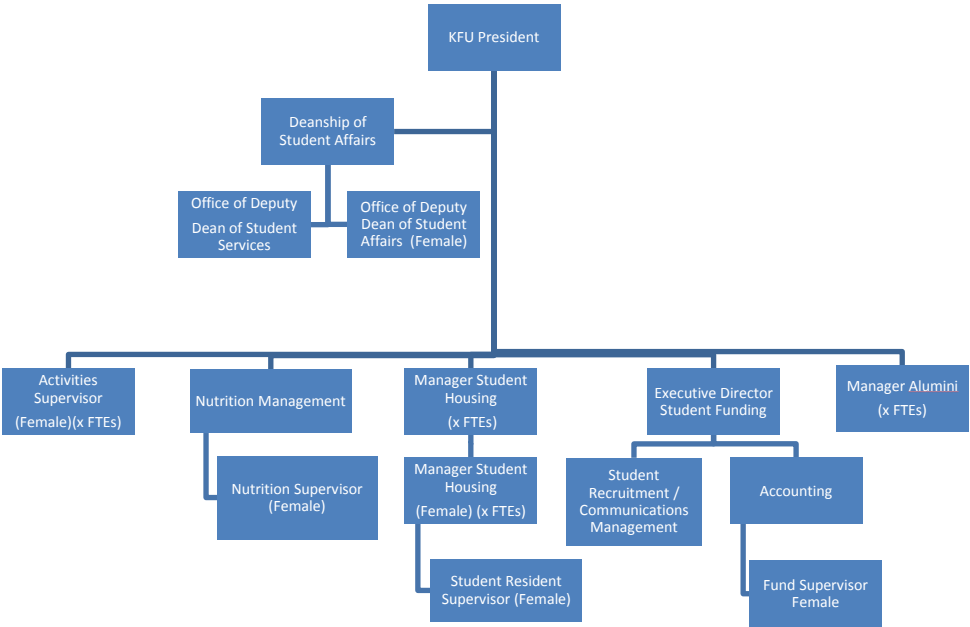 KFU President
Deanship of
Student Affairs
Office of Deputy
Dean of Student
Services
Office of Deputy
Dean of Student
Affairs (Female)
Activities
Supervisor
(Female)(x FTEs)
Nutrition Management
Manager Student
Housing
(x FTEs)
Executive Director
Student Funding
Manager Alumini
(x FTEs)
Nutrition Supervisor
(Female)
Manager Student
Housing
(Female) (x FTEs)
Student
Recruitment /
Communications
Management
Accounting
Student Resident
Supervisor (Female)
Fund Supervisor
Female